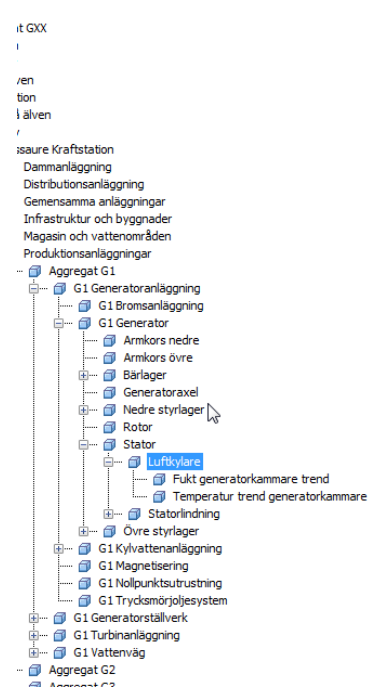 GXX
älven
Kraftstation
Dammanläggning
Distributionsanläggning
Gemensamma anläggningar
Infrastruktur och byggnader
Magasin och vattenområden
Produktionsanläggningar
Aggregat G1
G1 Generatoranläggning
G1 Bromsanläggning
G1 Generator
Armkors nedre
Armkors övre
Bärlager
Generatoraxel
Nedre styrlager
Rotor
Stator
Luftkylare
Fukt generatorkammare trend
Temperatur trend generatorkammare
Statorlindning
Övre styrlager
G1 Kylvattenanläggning
G1 Magnetisering
G1 Nollpunktsutrustning
G1 Trycksmörjoljesystem
G1 Generatorställverk
G1 Turbinanläggning
G1 Vattenväg
Aggregat G2
Aggregat G3